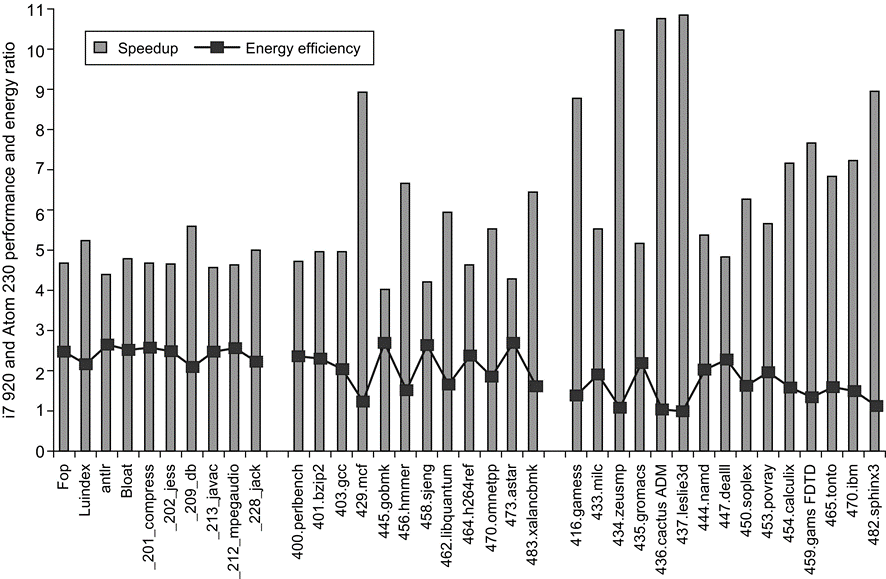 i7 920 and Atom 230 performance and energy ratio
11
10
9
8
7
6
5
4
3
2
1
0
Speedup
Energy efficiency
Fop
Luindex
antlr
Bloat
_201_compress
_202_jess
_209_db
_213_javac
_212_mpegaudio
_228_jack
400.perlbench
401.bzip2
403.gcc
429.mcf
445.gobmk
456.hmmer
458.sjeng
462.libquantum
464.h264ref
470.omnetpp
473.astar
483.xalancbmk
416.gamess
433.milc
434.zeusmp
435.gromacs
436.cactus ADM
437.leslie3d
444.namd
447.dealll
450.soplex
453.povray
454.calculix
459.gams FDTD
465.tonto
470.ibm
482.sphinx3